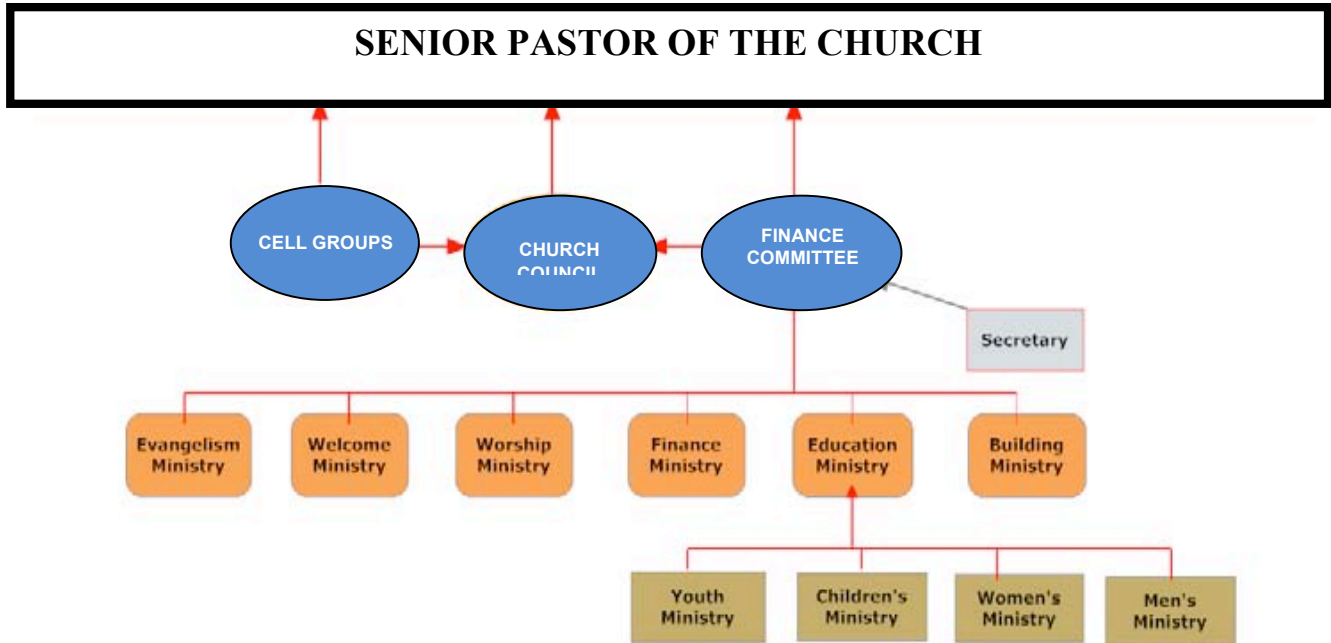 SENIOR PASTOR OF THE CHURCH
CELL GROUPS
CHURCH
COUNCIL
FINANCE
COMMITTEE
Secretary
Evangelism
Ministry
Welcome
Ministry
Worship
Ministry
Finance
Ministry
Education
Ministry
Building
Ministry
Youth
Ministry
Children's
Ministry
Women's
Ministry
Men's
Ministry